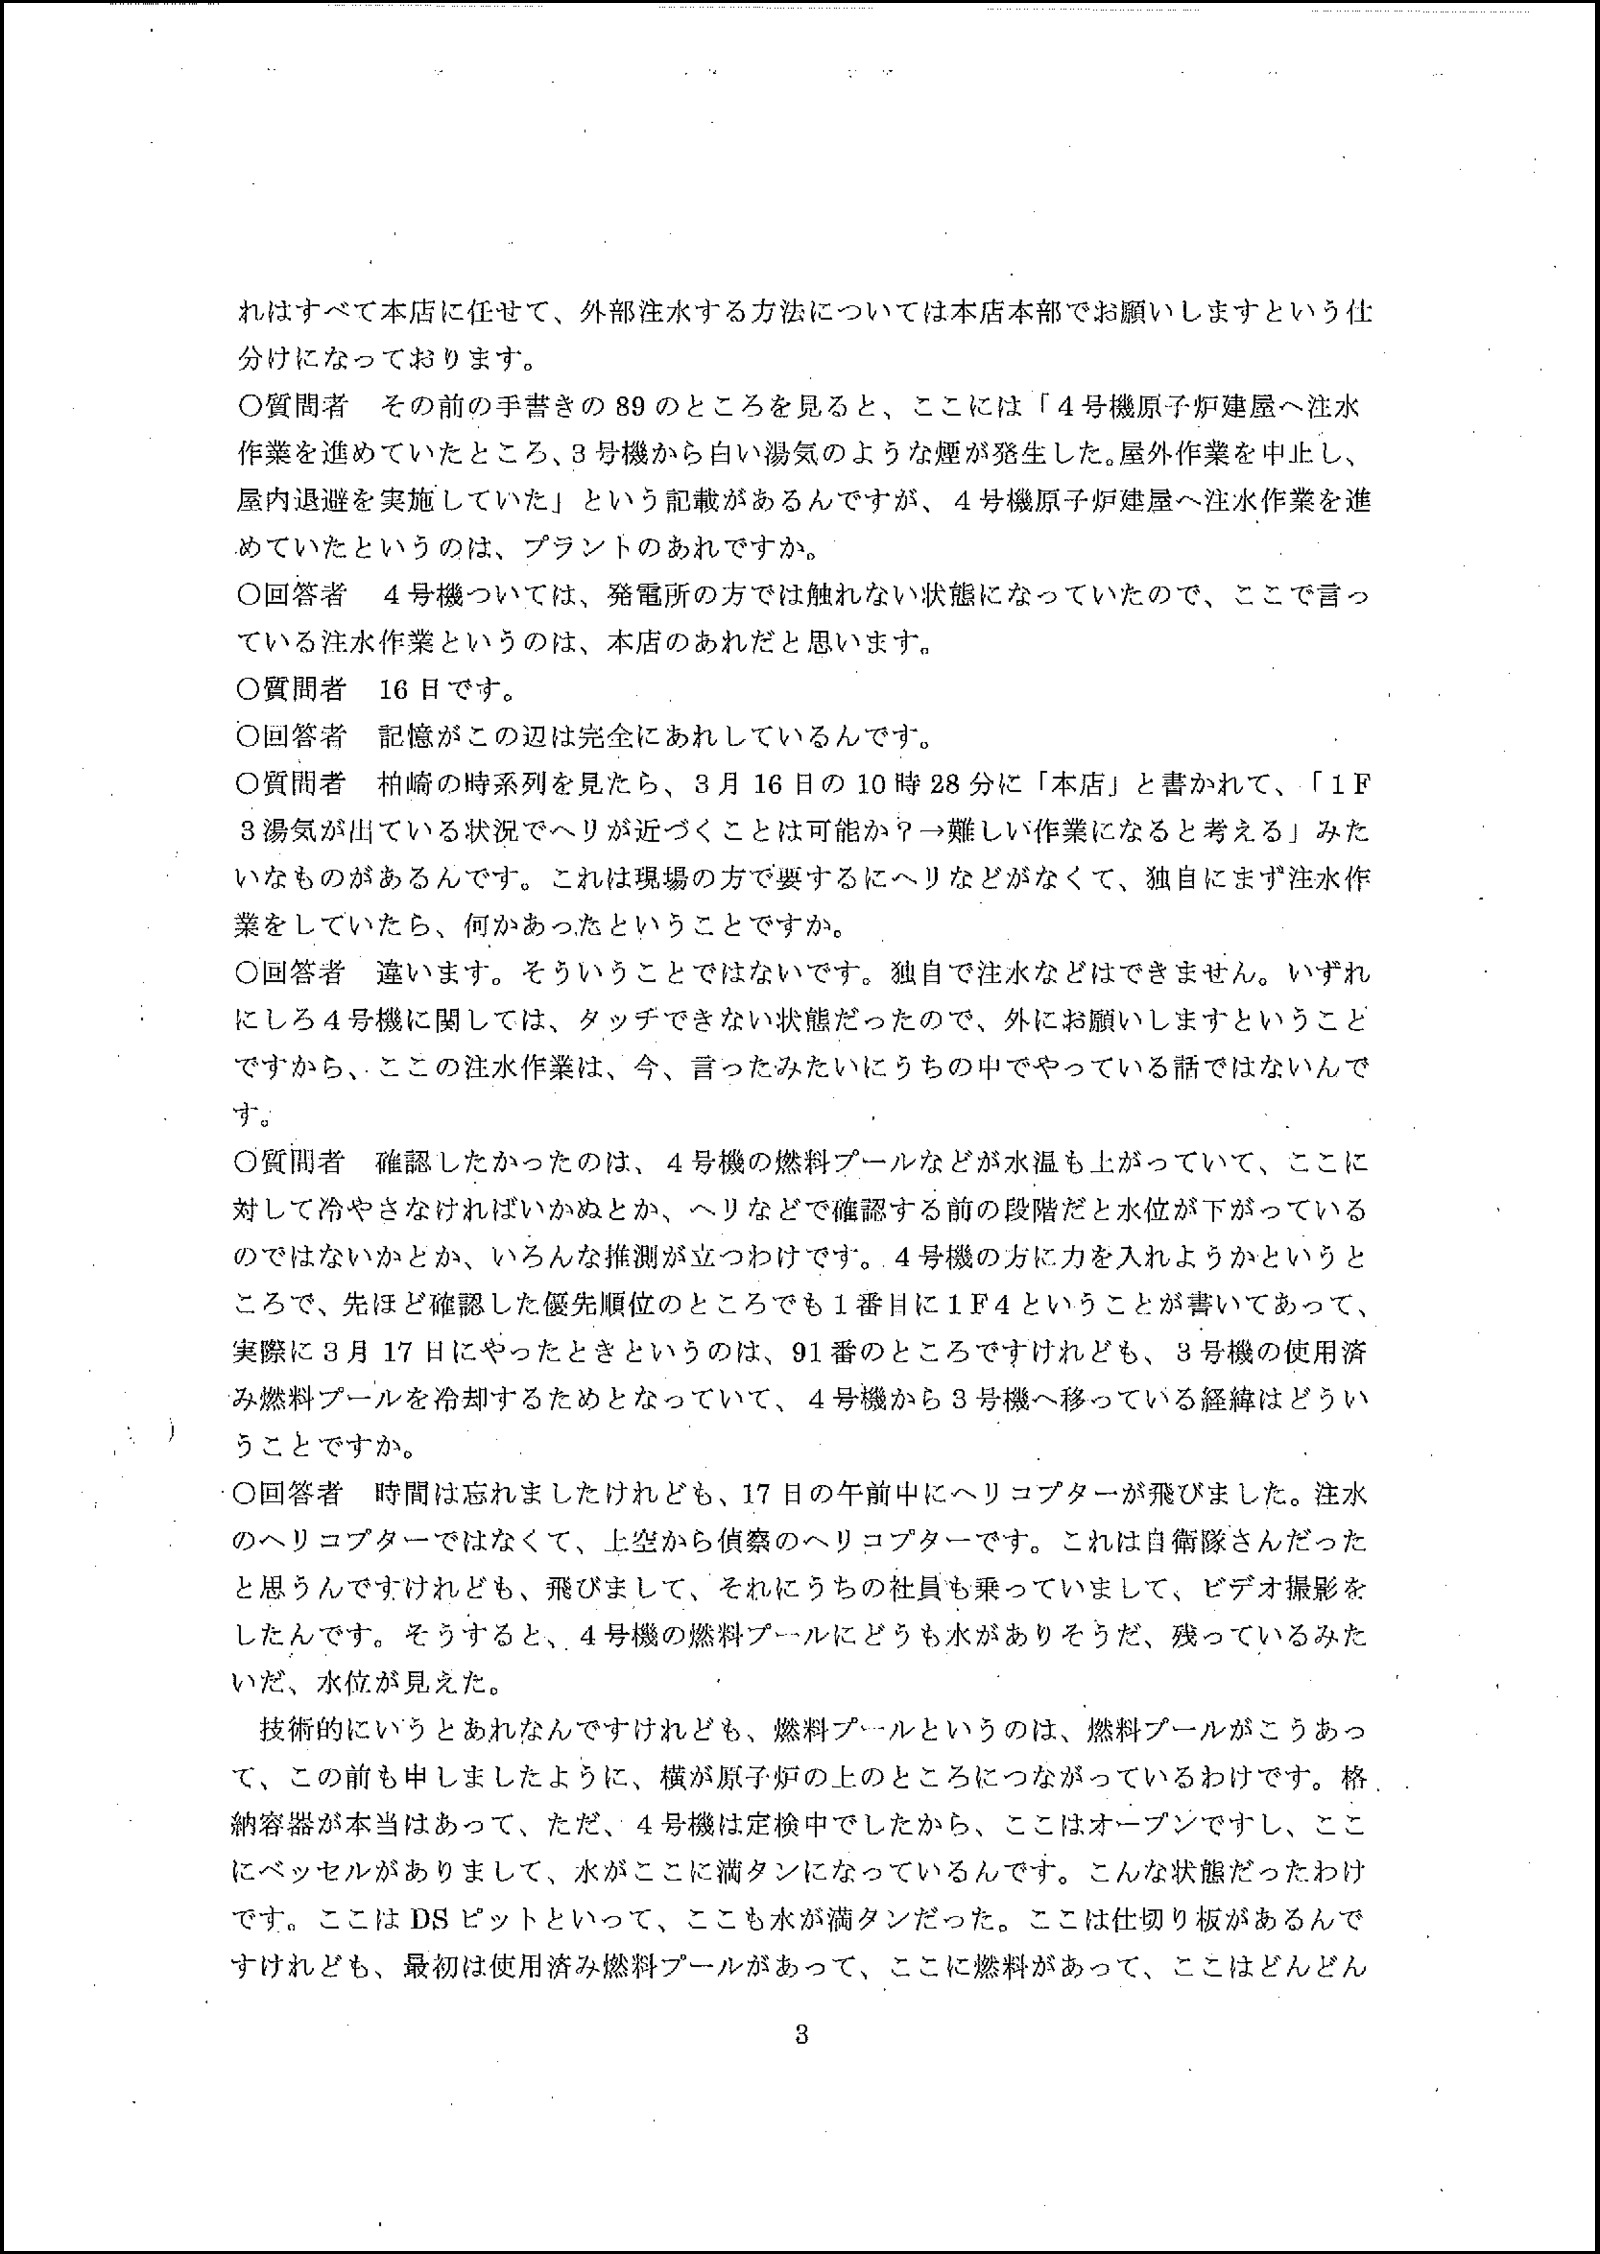 れはすべて本店に任せて、外部注水する方法については本店本部でお願いしますという仕
分けになっております。
○質問者　その前の手書きの 89 のところを見ると、ここには「４号機原子炉建屋へ注水
作業を進めていたところ、3 号機から白い湯気のような煙が発生した。屋外作業を中止し、
屋内退避を実施していた」という記載があるんですが、４号機原子炉建屋へ注水作業を進
めていたというのは、プラントのあれですか。
○回答者　４号機ついては、発電所の方では触れない状態になっていたので、ここで言っ
ている注水作業というのは、本店のあれだと思います。
○質問者　16 日です。
○回答者　記憶がこの辺は完全にあれしているんです。
○質問者　柏崎の時系列を見たら、３月 16 日の 10 時 28 分に「本店」と書かれて、「１Ｆ
３湯気が出ている状況でヘリが近づくことは可能か？→難しい作業になると考える」みた
いなものがあるんです。これは現場の方で要するにヘリなどがなくて、独自にまず注水作
業をしていたら、何かあったということですか。
○回答者　違います。そういうことではないです。独自で注水などはできません。いずれ
にしろ４号機に関しては、タッチできない状態だったので、外にお願いしますということ
ですから、ここの注水作業は、今、言ったみたいにうちの中でやっている話ではないんで
す。
○質問者　確認したかったのは、４号機の燃料プールなどが水温も上がっていて、ここに
対して冷やさなければいかぬとか、ヘリなどで確認する前の段階だと水位が下がっている
のではないかとか、いろんな推測が立つわけです。４号機の方に力を入れようかというと
ころで、先ほど確認した優先順位のところでも１番目に１Ｆ４ということが書いてあって、
実際に３月 17 日にやったときというのは、91 番のところですけれども、３号機の使用済
み燃料プールを冷却するためとなっていて、４号機から３号機へ移っている経緯はどうい
うことですか。
○回答者　時間は忘れましたけれども、17 日の午前中にヘリコプターが飛びました。注水
のヘリコプターではなくて、上空から偵察のヘリコプターです。これは自衛隊さんだった
と思うんですけれども、飛びまして、それにうちの社員も乗っていまして、ビデオ撮影を
したんです。そうすると、４号機の燃料プールにどうも水がありそうだ、残っているみた
いだ、水位が見えた。
　技術的にいうとあれなんですけれども、燃料プールというのは、燃料プールがこうあっ
て、この前も申しましたように、横が原子炉の上のところにつながっているわけです。格
納容器が本当はあって、ただ、４号機は定検中でしたから、ここはオープンですし、ここ
にベッセルがありまして、水がここに満タンになっているんです。こんな状態だったわけ
です。ここは DS ピットといって、ここも水が満タンだった。ここは仕切り板があるんで
すけれども、最初は使用済み燃料プールがあって、ここに燃料があって、ここはどんどん
3